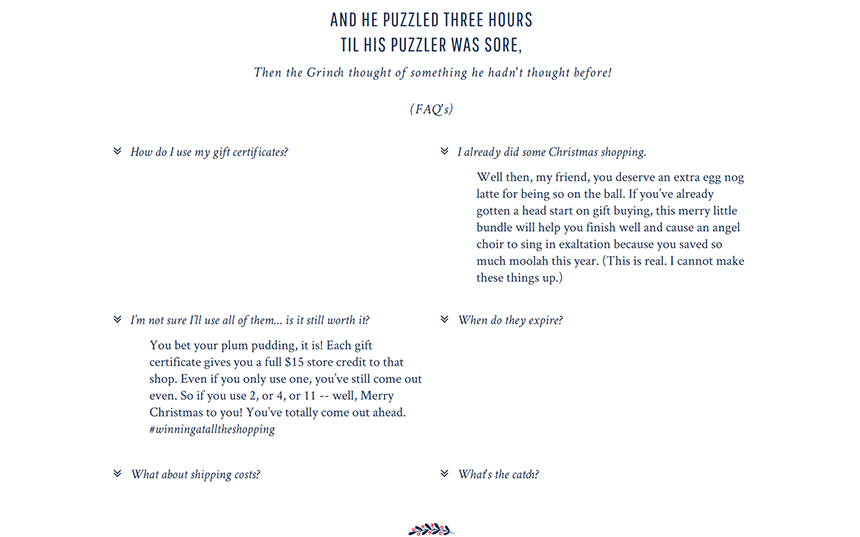 AND HE PUZZLED THREE HOURS
TIL HIS PUZZLER WAS SORE,
Then the Grinch thought of something he hadn't thought before!
(FAQ's)
How do I use my gift certificates?
I already did some Christmas shopping.
Well then, my friend, you deserve an extra egg nog
latte for being so on the ball. If you've already
gotten a head start on gift buying, this merry little
bundle will help you finish well and cause an angel
choir to sing in exaltation because you saved so
much moolah this year. (This is real. I cannot make
these things up.)
I'm not sure I'll use all of them... is it still worth it?
You bet your plum pudding, it is! Each gift
certificate gives you a full $15 store credit to that
shop. Even if you only use one, you've still come out
even. So if you use 2, or 4, or 11 -- well, Merry
Christmas to you! You've totally come out ahead.
#winningatalltheshopping
When do they expire?
What about shipping costs?
What's the catch?